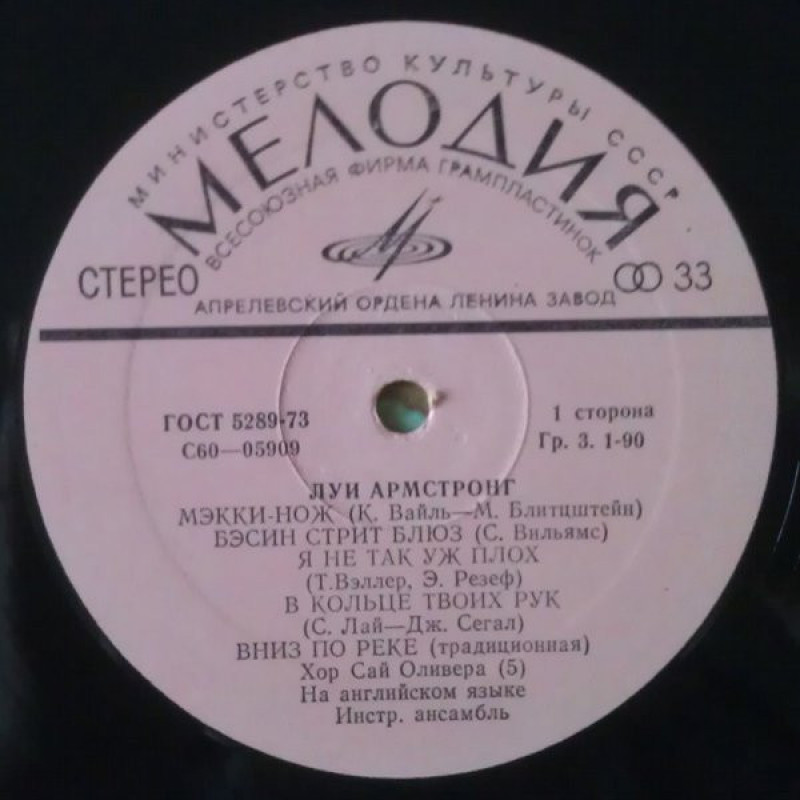 МИНИСТЕРСТВО КУЛЬТУРЫ СССР
МЕЛОДИЯ
ВСЕСОЮЗНАЯ ФИРМА ГРАМПЛАСТИНОК
СТЕРЕО
33
АПРЕЛЕВСКИЙ ОРДЕНА ЛЕНИНА ЗАВОД
ГОСТ 5289-73
С60—05909
1 сторона
Гр. 3. 1-90
ЛУИ АРМСТРОНГ
МЭККИ-НОЖ (К. Вайль—М. Блитцштейн)
БЭСИН СТРИТ БЛЮЗ (С. Вильямс)
Я НЕ ТАК УЖ ПЛОХ
(Т.Вэллер, Э. Резеф)
В КОЛЬЦЕ ТВОИХ РУК
(С. Лай—Дж. Сегал)
ВНИЗ ПО РЕКЕ (традиционная)
Хор Сай Оливера (5)
На английском языке
Инстр. ансамбль